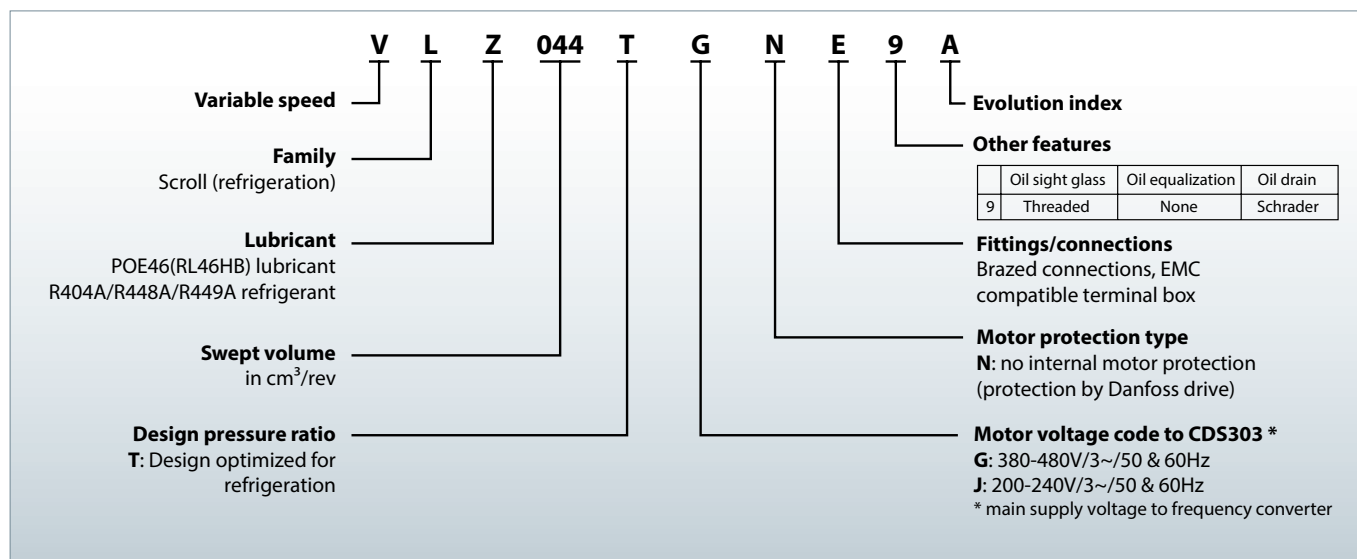 V L Z 044 T G N E 9 A
Variable speed
Family
Scroll (refrigeration)
Lubricant
POE46(RL46HB) lubricant
R404A/R448A/R449A refrigerant
Swept volume
in cm³/rev
Design pressure ratio
T: Design optimized for
refrigeration
Evolution index
Other features
Oil sight glass Oil equalization Oil drain
9 Threaded None Schrader
Fittings/connections
Brazed connections, EMC
compatible terminal box
Motor protection type
N: no internal motor protection
(protection by Danfoss drive)
Motor voltage code to CDS303 *
G: 380-480V/3~/50 & 60Hz
J: 200-240V/3~/50 & 60Hz
* main supply voltage to frequency converter